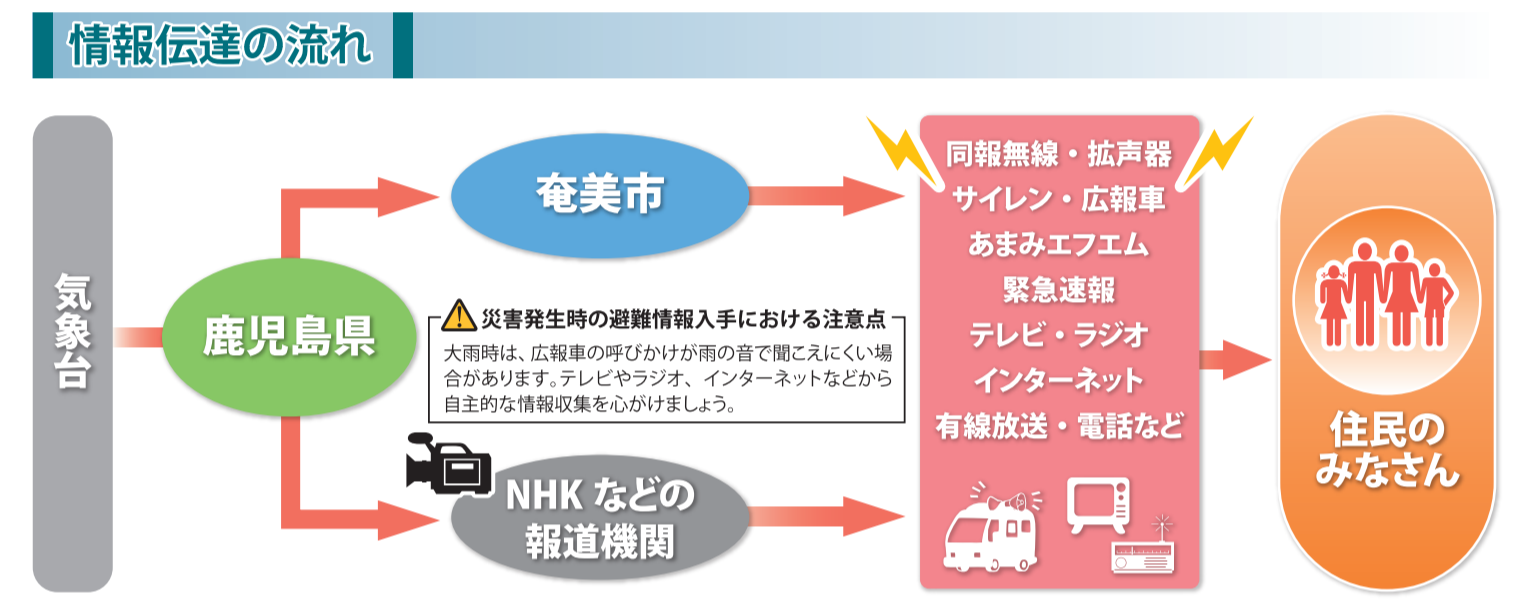 情報伝達の流れ
気象台
鹿児島県
奄美市
災害発生時の避難情報入手における注意点
大雨時は、広報車の呼びかけが雨の音で聞こえにくい場
合があります。テレビやラジオ、インターネットなどから
自主的な情報収集を心がけましょう。
NHK などの
報道機関
同報無線・拡声器
サイレン・広報車
あまみエフエム
緊急速報
テレビ・ラジオ
インターネット
有線放送・電話など
住民の
みなさん